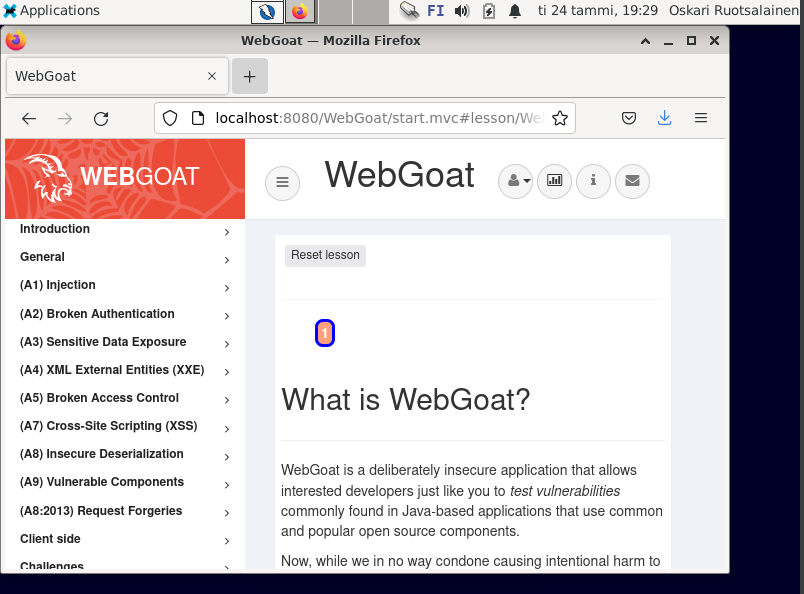 Applications
FI
ti 24 tammi, 19:29
Oskari Ruotsalainen
WebGoat — Mozilla Firefox
WebGoat
localhost:8080/WebGoat/start.mvc#lesson/We
WEBGOAT
WebGoat
Introduction
General
(A1) Injection
(A2) Broken Authentication
(A3) Sensitive Data Exposure
(A4) XML External Entities (XXE)
(A5) Broken Access Control
(A7) Cross-Site Scripting (XSS)
(A8) Insecure Deserialization
(A9) Vulnerable Components
(A8:2013) Request Forgeries
Client side
Challenges
Reset lesson
1
What is WebGoat?
WebGoat is a deliberately insecure application that allows
interested developers just like you to test vulnerabilities
commonly found in Java-based applications that use common
and popular open source components.
Now, while we in no way condone causing intentional harm to